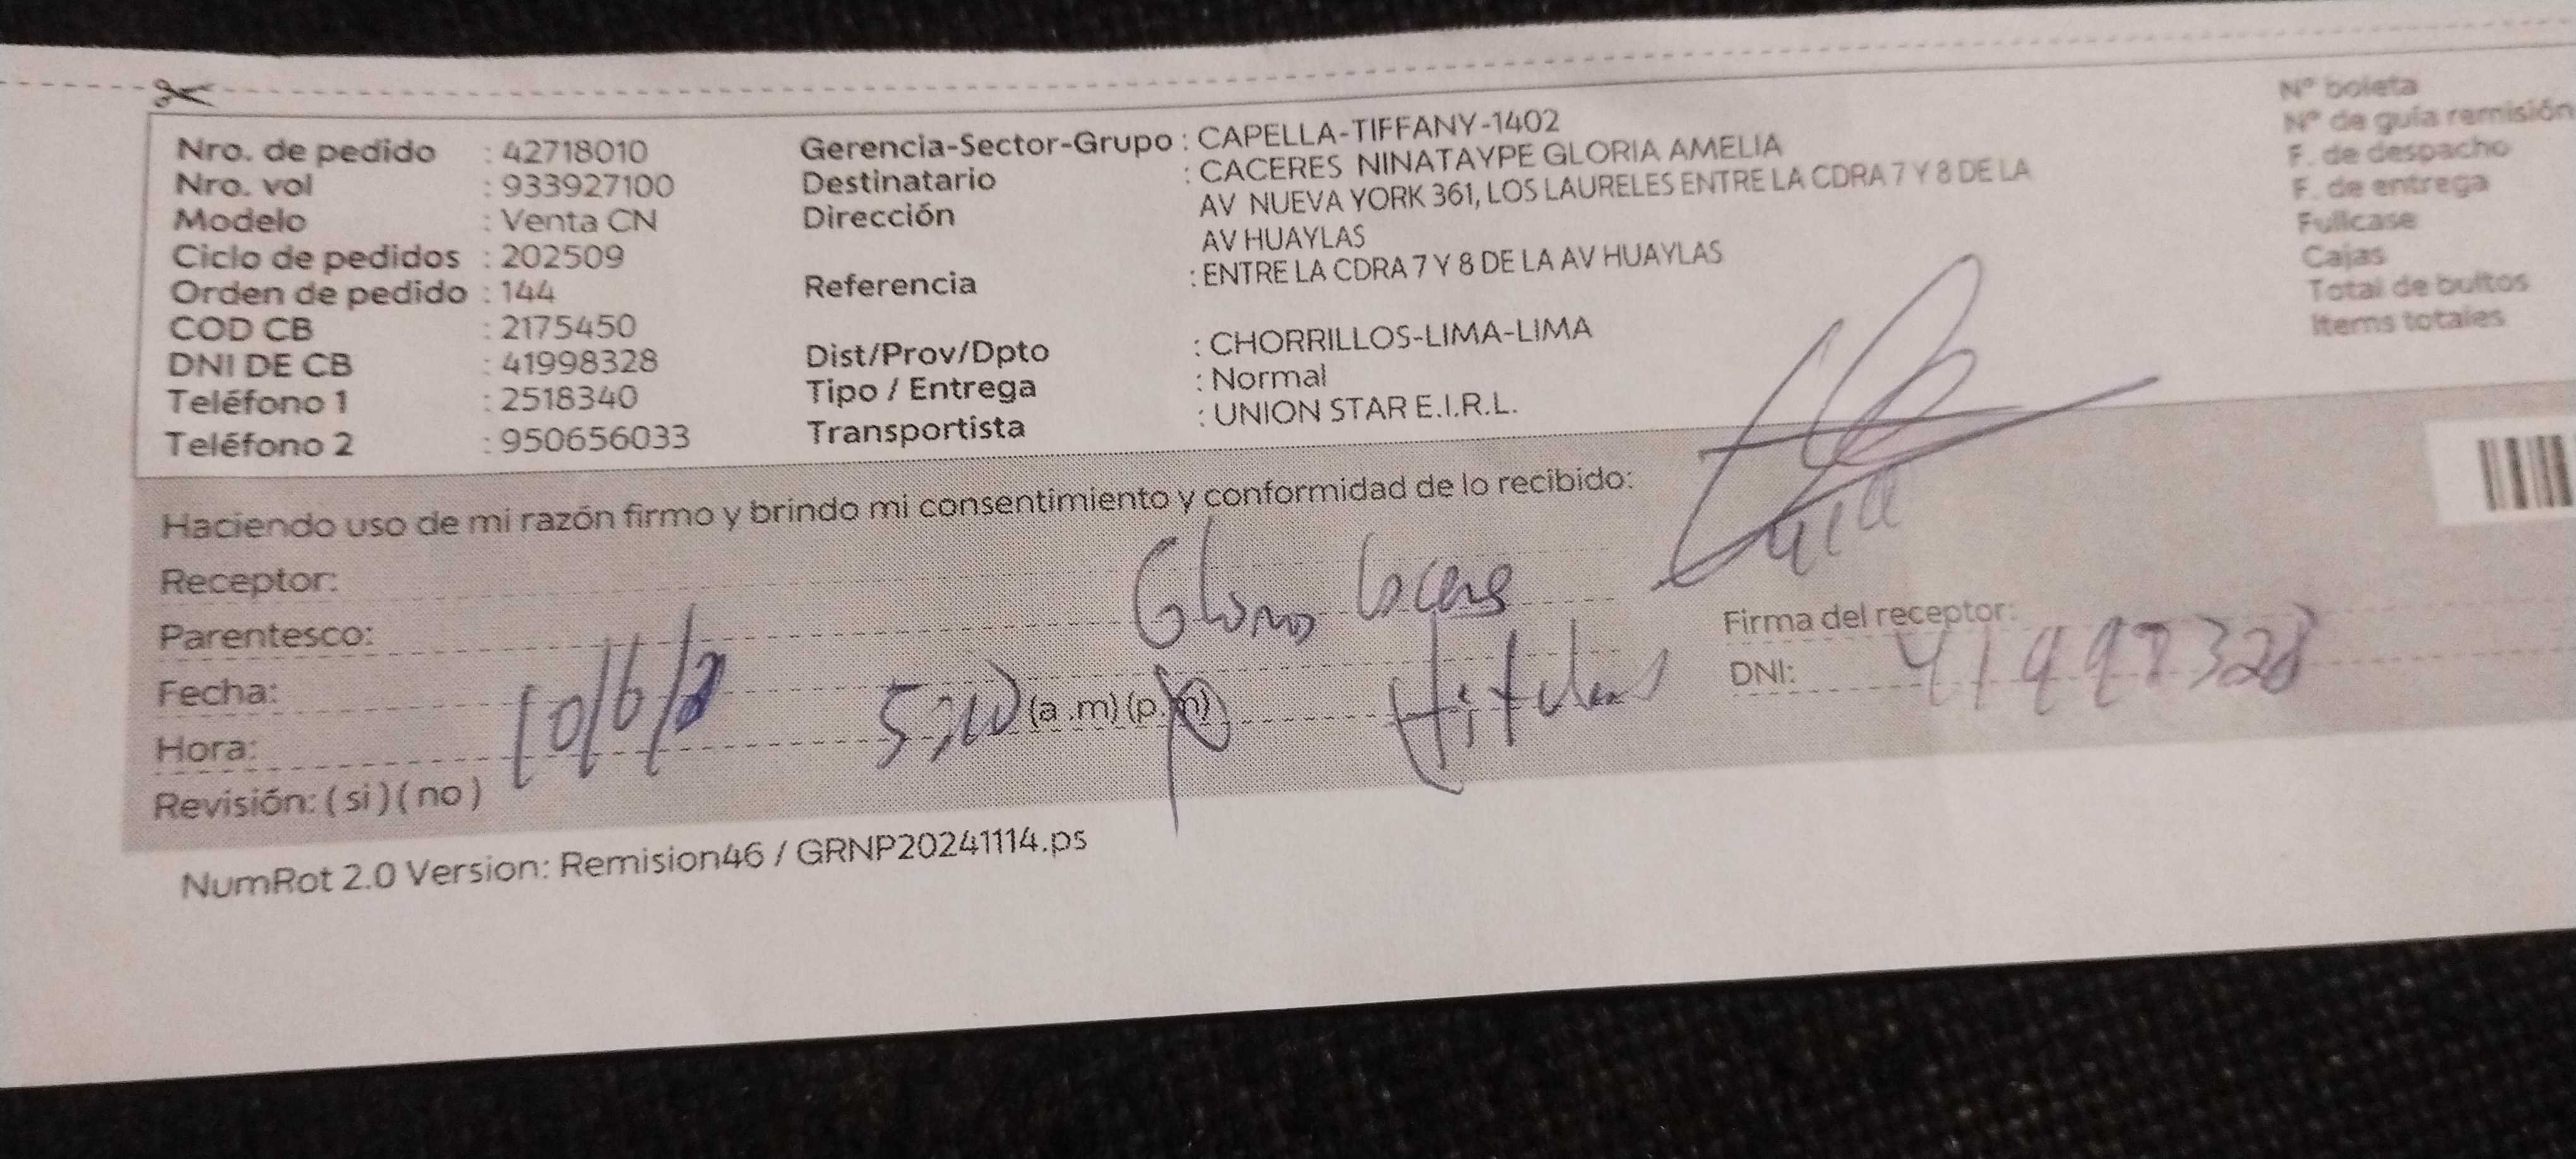 Nro. de pedido : 42718010
Nro. vol : 933927100
Modelo : Venta CN
Ciclo de pedidos : 202509
Orden de pedido : 144
COD CB : 2175450
DNI DE CB : 41998328
Teléfono 1 : 2518340
Teléfono 2 : 950656033
Gerencia-Sector-Grupo : CAPELLA-TIFFANY-1402
Destinatario : CACERES NINATAYPE GLORIA AMELIA
Dirección AV NUEVA YORK 361, LOS LAURELES ENTRE LA CDRA 7 Y 8 DE LA
AV HUAYLAS
Referencia : ENTRE LA CDRA 7 Y 8 DE LA AV HUAYLAS
Dist/Prov/Dpto : CHORRILLOS-LIMA-LIMA
Tipo / Entrega : Normal
Transportista : UNION STAR E.I.R.L.
Nº boleta
Nº de guía remisión
F. de despacho
F. de entrega
Fullcase
Cajas
Total de bultos
Items totales
Haciendo uso de mi razón firmo y brindo mi consentimiento y conformidad de lo recibido:
Receptor:
Parentesco:
Fecha:
Hora: (a .m) (p.m)
Revisión: ( si ) ( no )
Firma del receptor:
DNI: 41998328
NumRot 2.0 Version: Remision46 / GRNP20241114.ps